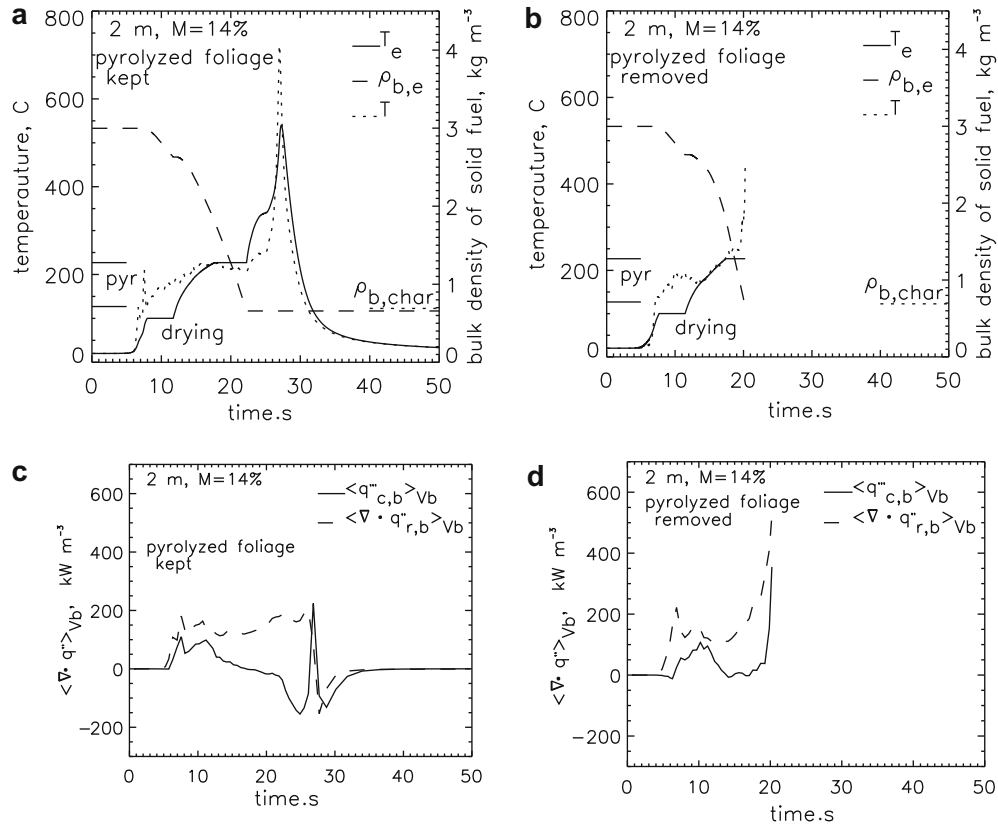 a
2 m, M=14%
pyrolyzed foliage
kept
T_e
ρ_b,e
T
pyr
drying
ρ_b,char
temperauture, C
800
600
400
200
0
bulk density of solid fuel, kg m⁻³
4
3
2
1
0
0 10 20 30 40 50
time.s
b
2 m, M=14%
pyrolyzed foliage
removed
T_e
ρ_b,e
T
pyr
drying
ρ_b,char
temperauture, C
800
600
400
200
0
bulk density of solid fuel, kg m⁻³
4
3
2
1
0
0 10 20 30 40 50
time.s
c
2 m, M=14%
<q'''_c,b>_Vb
<∇• q''_r,b>_Vb
pyrolyzed foliage
kept
<∇• q''>_Vb, kW m⁻³
600
400
200
0
−200
0 10 20 30 40 50
time.s
d
2 m, M=14%
pyrolyzed foliage
removed
<q'''_c,b>_Vb
<∇ • q''_r,b>_Vb
<∇• q''>_Vb, kW m⁻³
600
400
200
0
−200
0 10 20 30 40 50
time.s